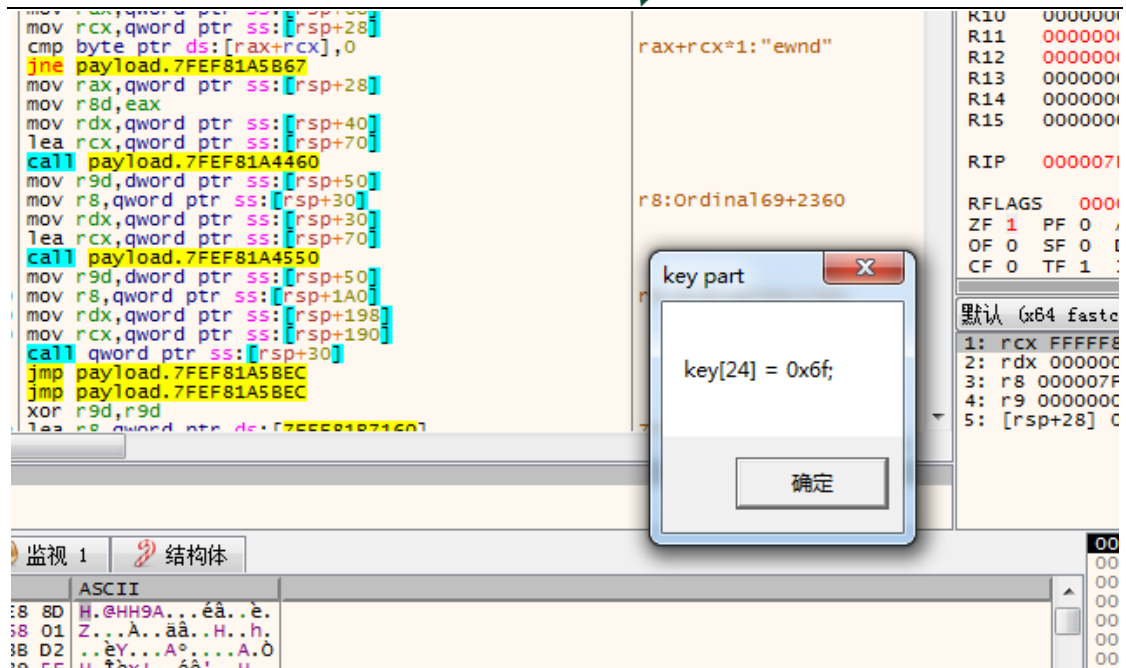 mov rcx,qword ptr ss:[rsp+28]
cmp byte ptr ds:[rax+rcx],0
jne payload.7FEF81A5B67
mov rax,qword ptr ss:[rsp+28]
mov r8d,eax
mov rdx,qword ptr ss:[rsp+40]
lea rcx,qword ptr ss:[rsp+70]
call payload.7FEF81A4460
mov r9d,dword ptr ss:[rsp+50]
mov r8,qword ptr ss:[rsp+30]
mov rdx,qword ptr ss:[rsp+30]
lea rcx,qword ptr ss:[rsp+70]
call payload.7FEF81A4550
mov r9d,dword ptr ss:[rsp+50]
mov r8,qword ptr ss:[rsp+1A0]
mov rdx,qword ptr ss:[rsp+198]
mov rcx,qword ptr ss:[rsp+190]
call qword ptr ss:[rsp+30]
jmp payload.7FEF81A5BEC
jmp payload.7FEF81A5BEC
xor r9d,r9d
rax+rcx*1:"ewnd"
r8:Ordinal69+2360
key part
key[24] = 0x6f;
确定
R10
R11
R12
R13
R14
R15
RIP
RFLAGS
ZF 1 PF 0
OF 0 SF 0
CF 0 TF 1
默认 (x64 fastc
1: rcx
2: rdx
3: r8
4: r9
5: [rsp+28]
监视 1
结构体
ASCII
8D H.@HH9A...éâ..è.
01 Z...À..äâ..H..h.
D2 ..èY...Aº....A.Ò